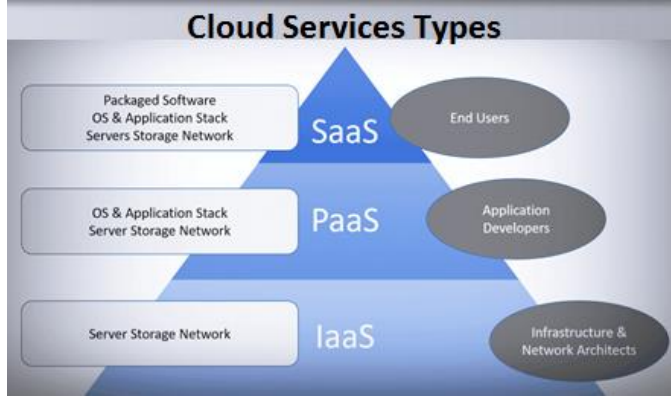 Cloud Services Types
Packaged Software
OS & Application Stack
Servers Storage Network
SaaS
End Users
OS & Application Stack
Server Storage Network
PaaS
Application
Developers
Server Storage Network
IaaS
Infrastructure &
Network Architects